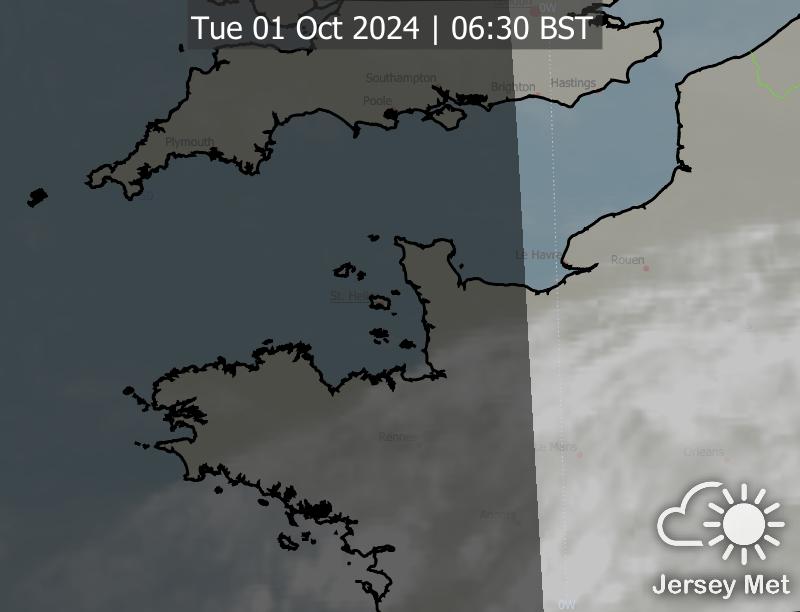 Tue 01 Oct 2024 | 06:30 BST
0W
Southampton
Brighton
Hastings
Poole
Plymouth
Le Havre
Rouen
St. Heli
Rennes
Le Mans
Orleans
Angers
Jersey Met
0W